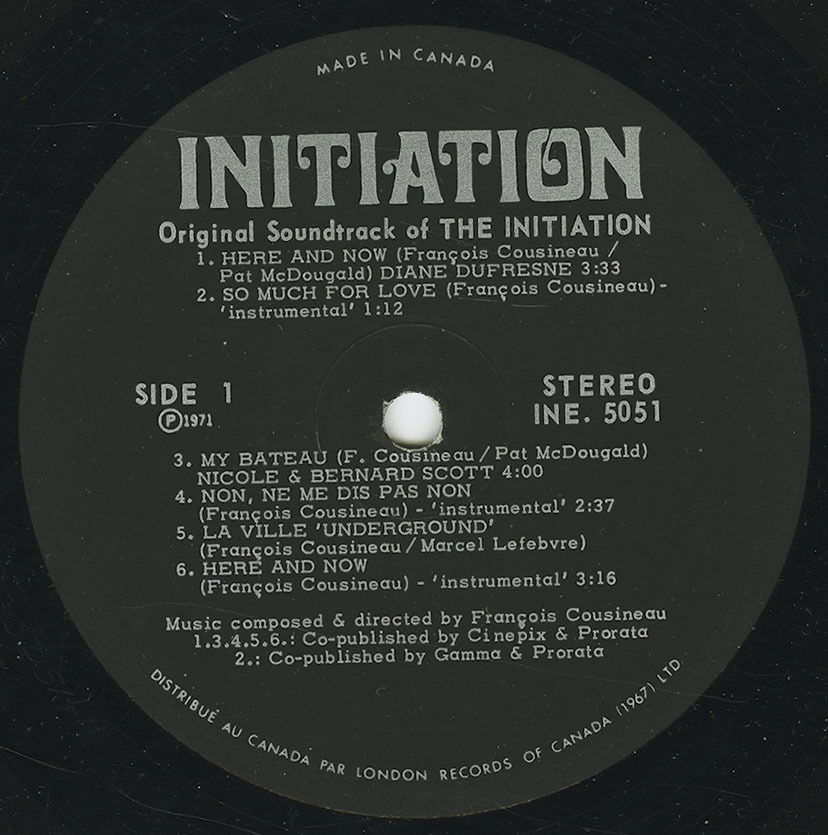 MADE IN CANADA
INITIATION
Original Soundtrack of THE INITIATION
1. HERE AND NOW (François Cousineau /
Pat McDougald) DIANE DUFRESNE 3:33
2. SO MUCH FOR LOVE (François Cousineau)-
'instrumental' 1:12
SIDE 1
STEREO
℗1971
INE. 5051
3. MY BATEAU (F. Cousineau / Pat McDougald)
NICOLE & BERNARD SCOTT 4:00
4. NON, NE ME DIS PAS NON
(François Cousineau) - 'instrumental' 2:37
5. LA VILLE 'UNDERGROUND'
(François Cousineau / Marcel Lefebvre)
6. HERE AND NOW
(François Cousineau) - 'instrumental' 3:16
Music composed & directed by François Cousineau
1.3.4.5.6.: Co-published by Cinepix & Prorata
2.: Co-published by Gamma & Prorata
DISTRIBUÉ AU CANADA PAR LONDON RECORDS OF CANADA (1967) LTD